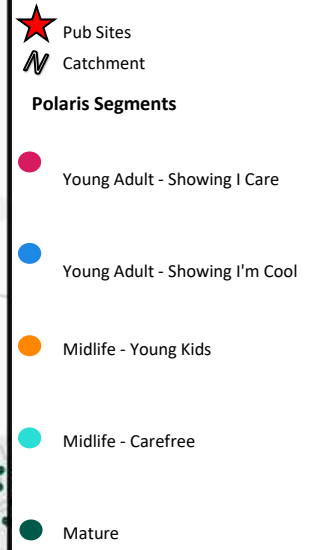 Pub Sites
Catchment
Polaris Segments
Young Adult - Showing I Care
Young Adult - Showing I'm Cool
Midlife - Young Kids
Midlife - Carefree
Mature